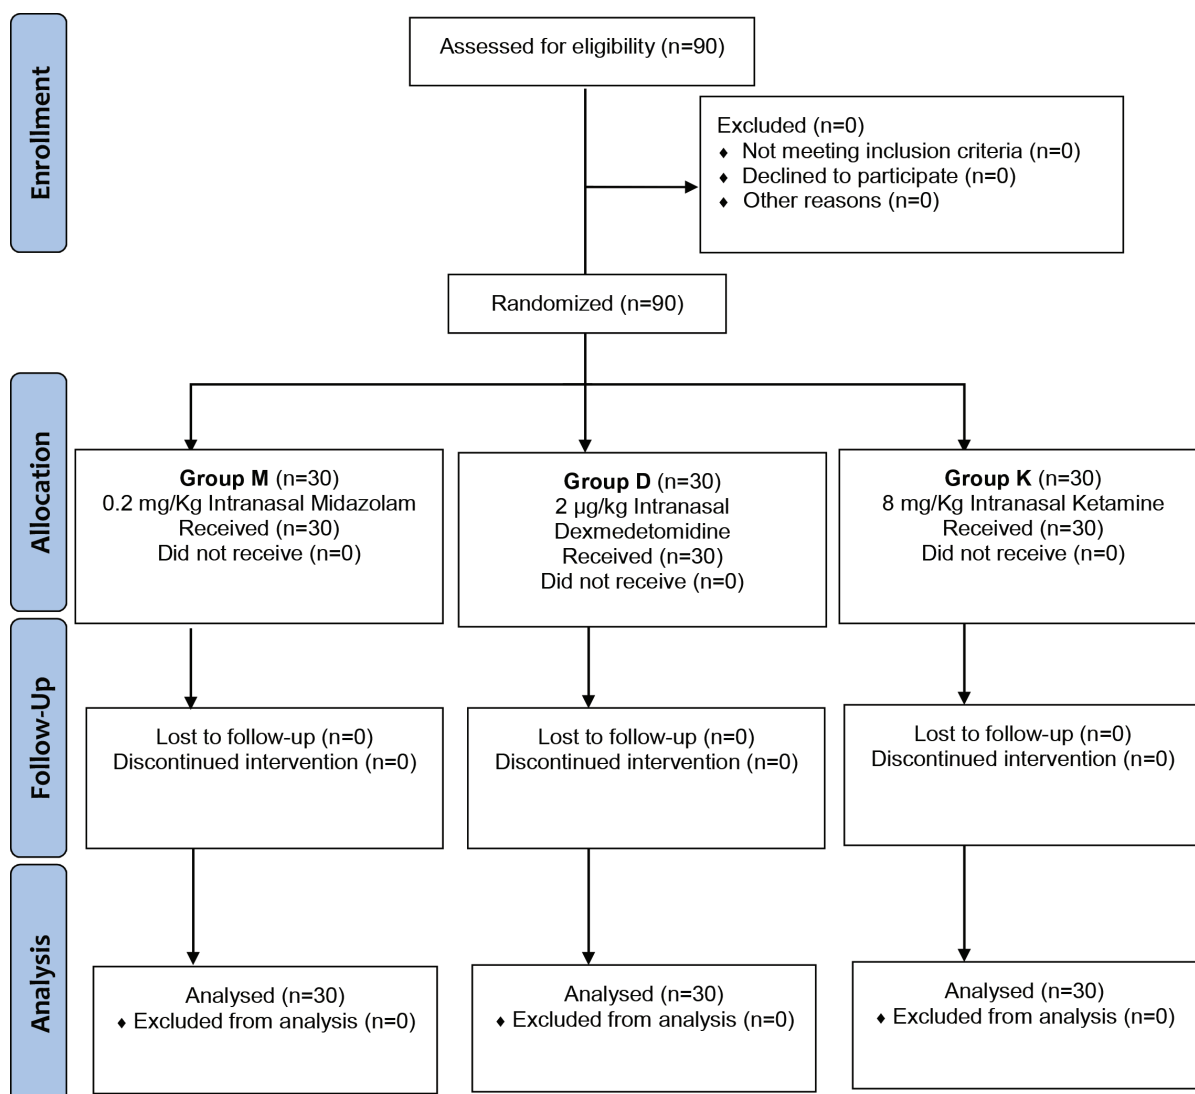 Enrollment
Assessed for eligibility (n=90)
Excluded (n=0)
♦ Not meeting inclusion criteria (n=0)
♦ Declined to participate (n=0)
♦ Other reasons (n=0)
Randomized (n=90)
Allocation
Group M (n=30)
0.2 mg/Kg Intranasal Midazolam
Received (n=30)
Did not receive (n=0)
Group D (n=30)
2 µg/kg Intranasal
Dexmedetomidine
Received (n=30)
Did not receive (n=0)
Group K (n=30)
8 mg/Kg Intranasal Ketamine
Received (n=30)
Did not receive (n=0)
Follow-Up
Lost to follow-up (n=0)
Discontinued intervention (n=0)
Lost to follow-up (n=0)
Discontinued intervention (n=0)
Lost to follow-up (n=0)
Discontinued intervention (n=0)
Analysis
Analysed (n=30)
♦ Excluded from analysis (n=0)
Analysed (n=30)
♦ Excluded from analysis (n=0)
Analysed (n=30)
♦ Excluded from analysis (n=0)